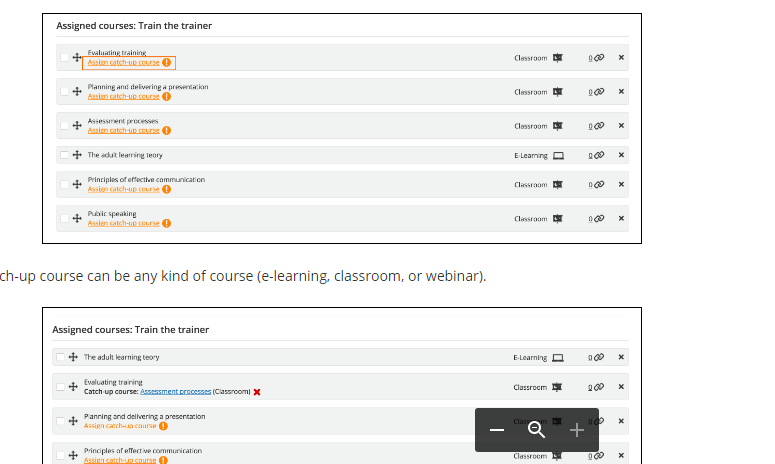 Assigned courses: Train the trainer
Evaluating training Classroom 0
Assign catch-up course
Planning and delivering a presentation Classroom 0
Assign catch-up course
Assessment processes Classroom 0
Assign catch-up course
The adult learning teory E-Learning 0
Principles of effective communication Classroom 0
Assign catch-up course
Public speaking Classroom 0
Assign catch-up course
ch-up course can be any kind of course (e-learning, classroom, or webinar).
Assigned courses: Train the trainer
The adult learning teory E-Learning 0
Evaluating training Classroom 0
Catch-up course: Assessment processes (Classroom)
Planning and delivering a presentation
Assign catch-up course
Principles of effective communication Classroom 0
Assign catch-up course